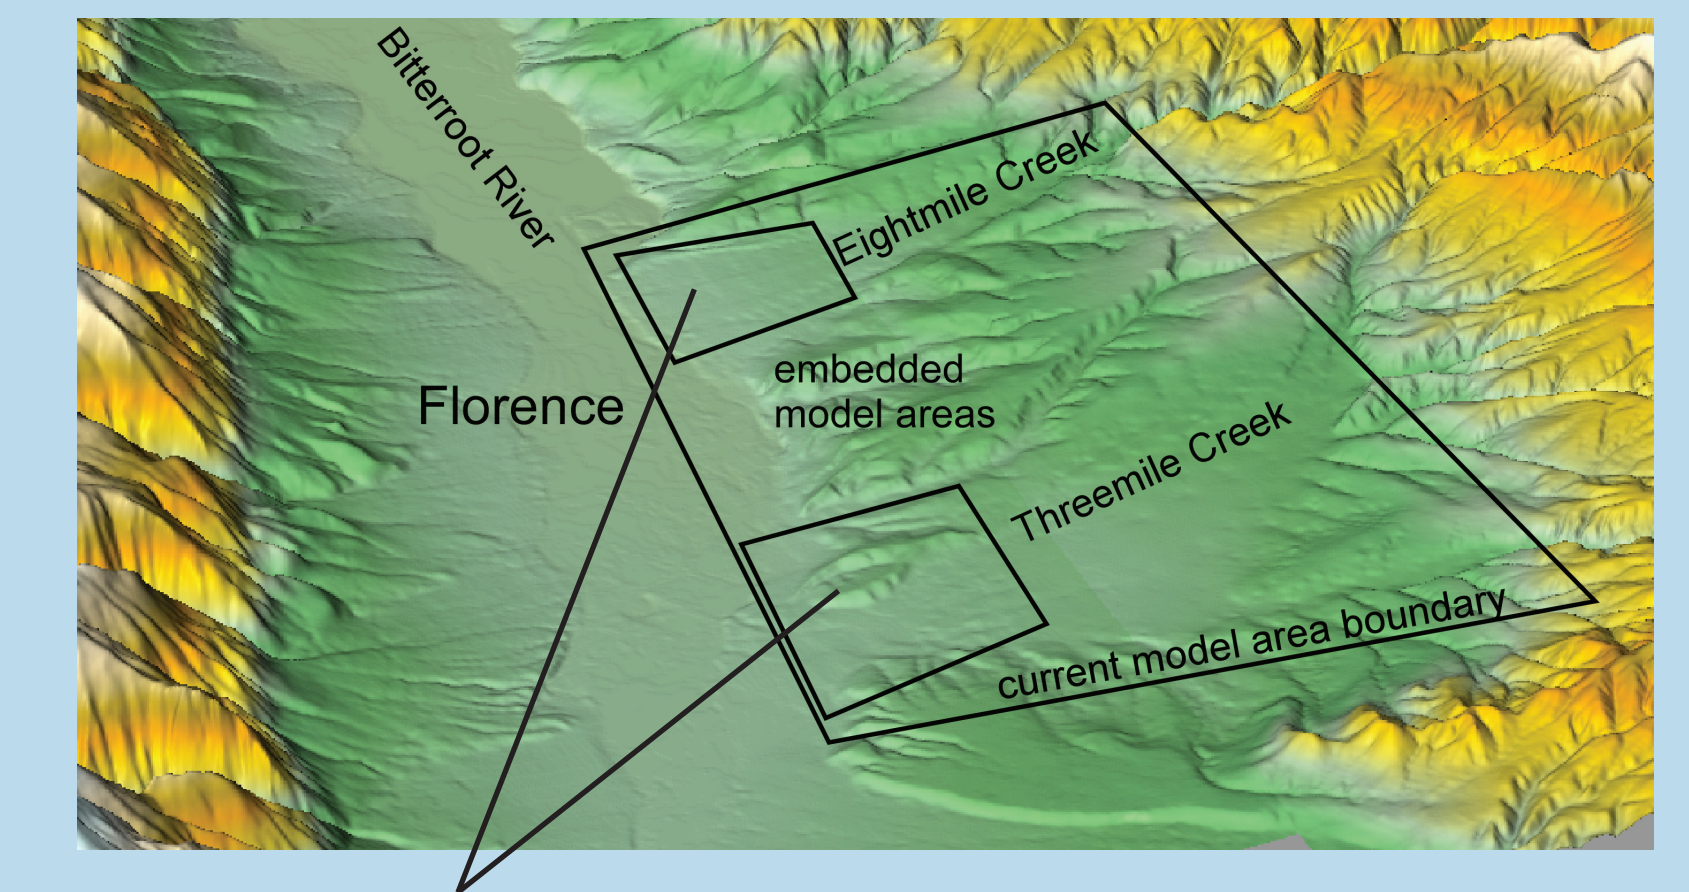 Bitterroot River
Eightmile Creek
embedded
model areas
Florence
Threemile Creek
current model area boundary